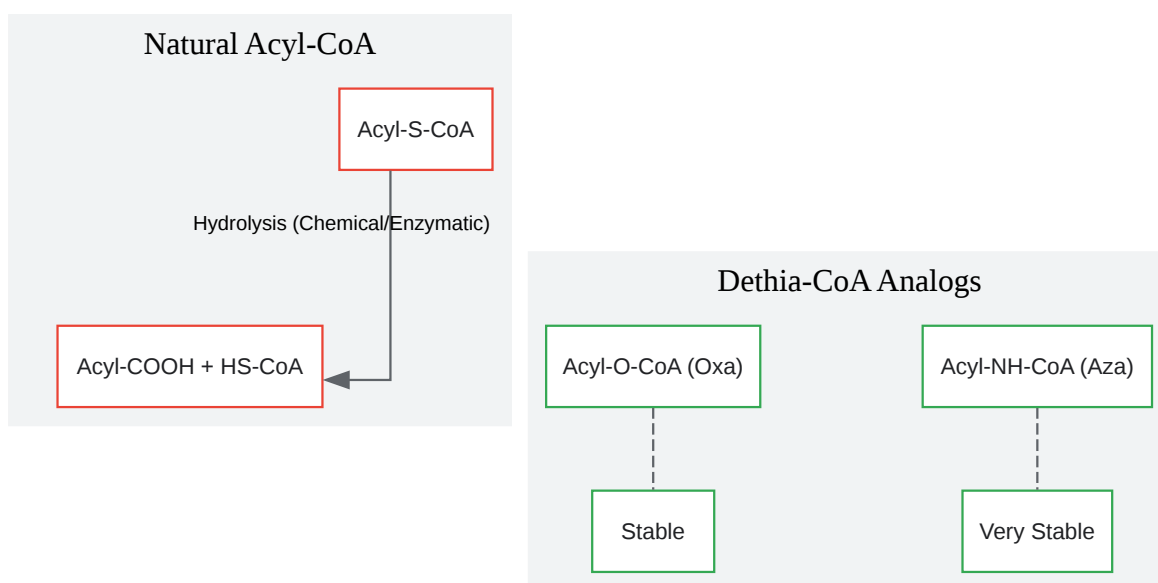 Natural Acyl-CoA
Acyl-S-CoA
Hydrolysis (Chemical/Enzymatic)
Acyl-COOH + HS-CoA
Dethia-CoA Analogs
Acyl-O-CoA (Oxa)
Acyl-NH-CoA (Aza)
Stable
Very Stable